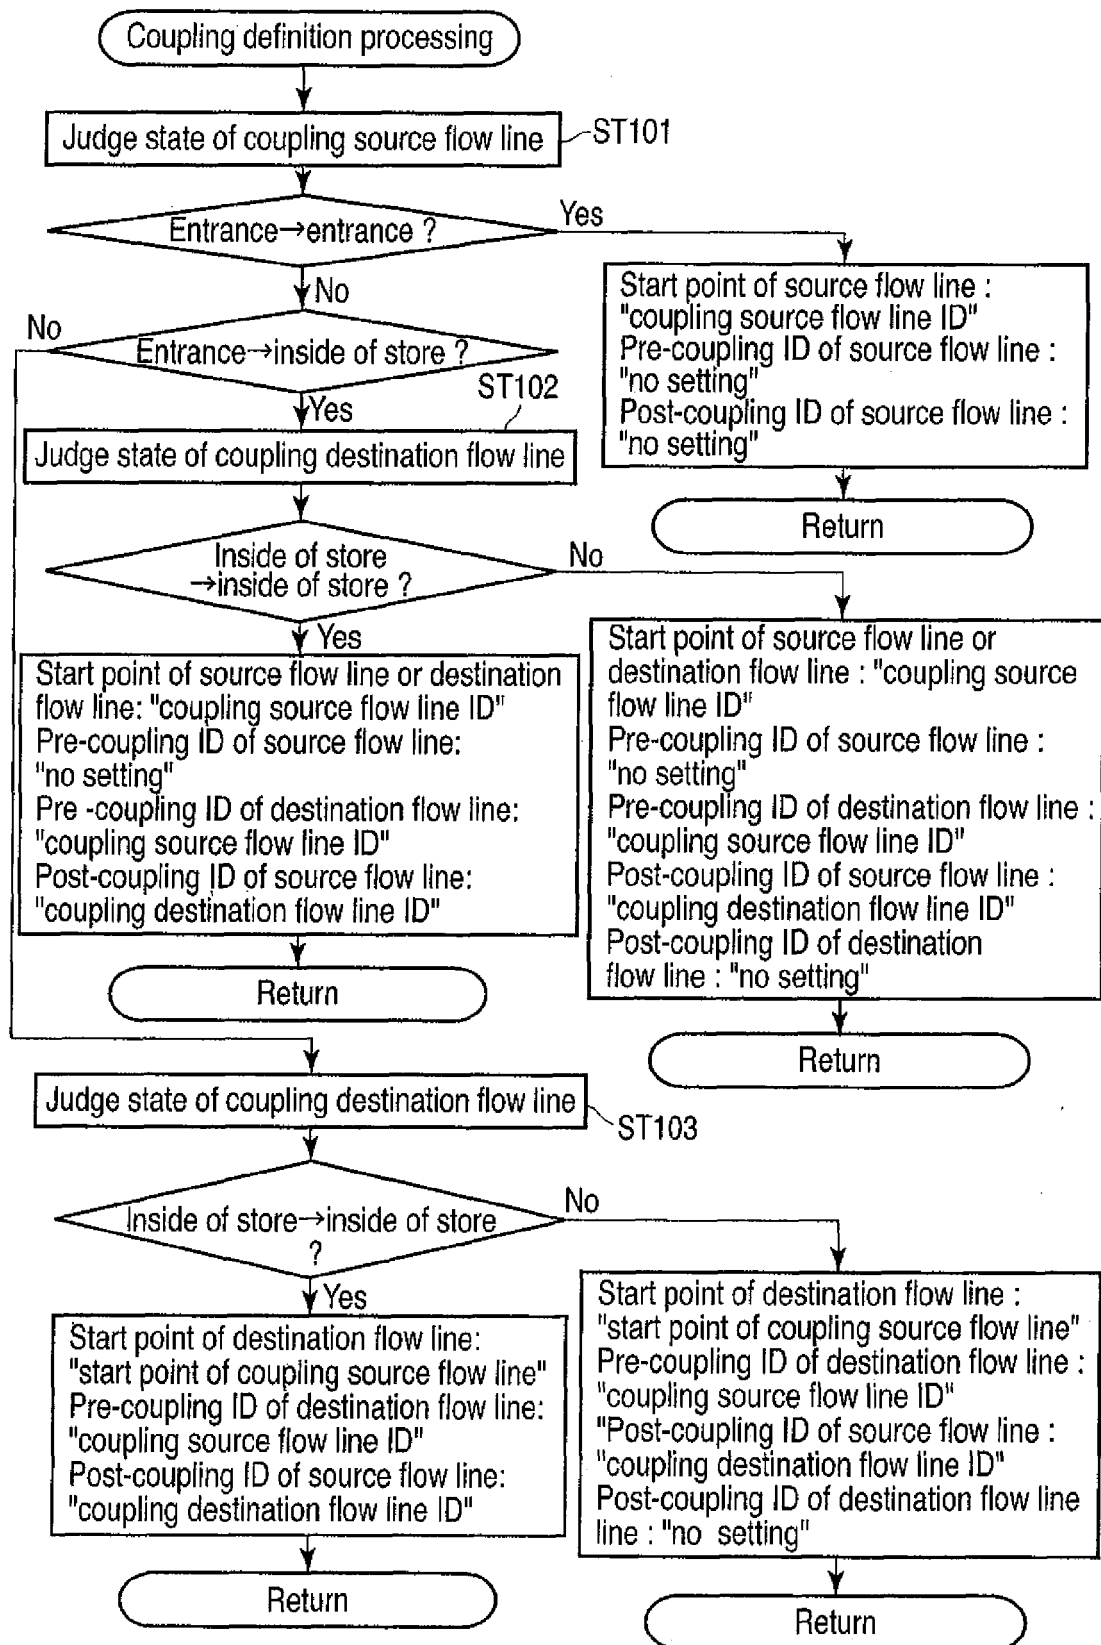 Coupling definition processing
Judge state of coupling source flow line
ST101
Entrance→entrance ?
Yes
Start point of source flow line :
"coupling source flow line ID"
Pre-coupling ID of source flow line :
"no setting"
Post-coupling ID of source flow line :
"no setting"
Return
No
No
Entrance→inside of store ?
Yes
ST102
Judge state of coupling destination flow line
Inside of store
→inside of store ?
No
Start point of source flow line or
destination flow line : "coupling source
flow line ID"
Pre-coupling ID of source flow line :
"no setting"
Pre-coupling ID of destination flow line :
"coupling source flow line ID"
Post-coupling ID of source flow line :
"coupling destination flow line ID"
Post-coupling ID of destination
flow line : "no setting"
Return
Yes
Start point of source flow line or destination
flow line: "coupling source flow line ID"
Pre-coupling ID of source flow line:
"no setting"
Pre -coupling ID of destination flow line:
"coupling source flow line ID"
Post-coupling ID of source flow line:
"coupling destination flow line ID"
Return
Judge state of coupling destination flow line
ST103
Inside of store→inside of store
?
No
Start point of destination flow line :
"start point of coupling source flow line"
Pre-coupling ID of destination flow line :
"coupling source flow line ID"
"Post-coupling ID of source flow line :
"coupling destination flow line ID"
Post-coupling ID of destination flow line
line : "no setting"
Return
Yes
Start point of destination flow line:
"start point of coupling source flow line"
Pre-coupling ID of destination flow line:
"coupling source flow line ID"
Post-coupling ID of source flow line:
"coupling destination flow line ID"
Return